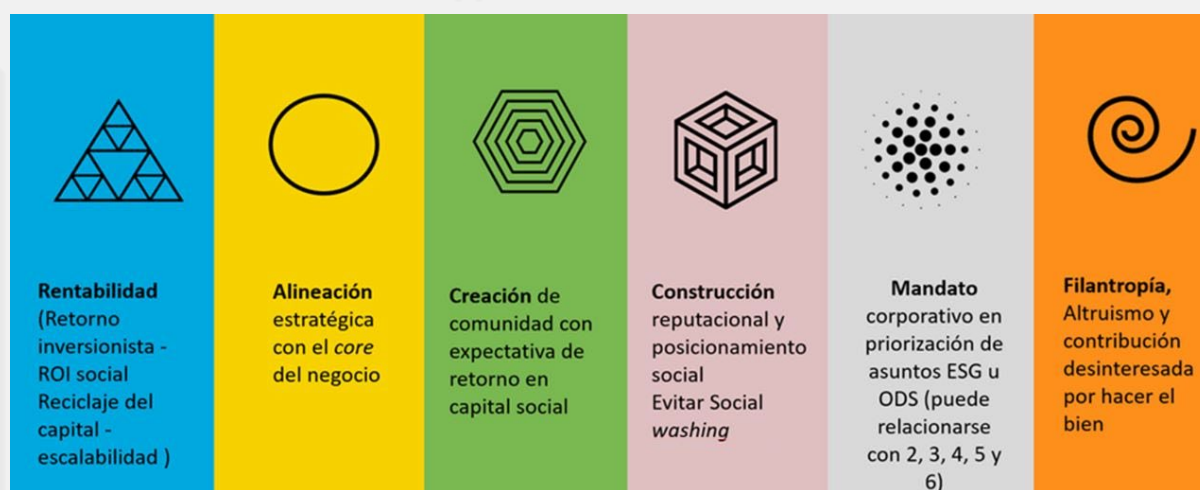 Rentabilidad
(Retorno
inversionista -
ROI social
Reciclaje del
capital -
escalabilidad )
Alineación
estratégica
con el core
del negocio
Creación de
comunidad con
expectativa de
retorno en
capital social
Construcción
reputacional y
posicionamiento
social
Evitar Social
washing
Mandato
corporativo en
priorización de
asuntos ESG u
ODS (puede
relacionarse
con 2, 3, 4, 5 y
6)
Filantropía,
Altruismo y
contribución
desinteresada
por hacer el
bien